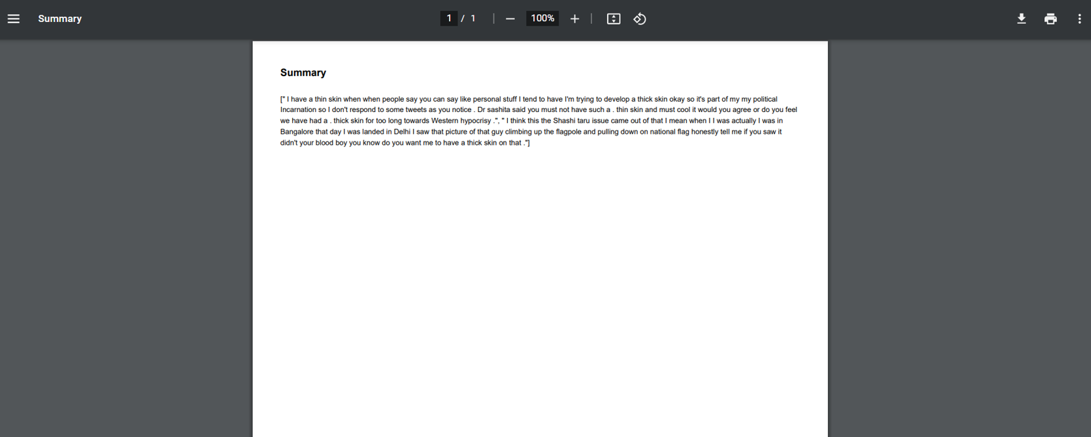 Summary
1 / 1
100%
Summary
[" I have a thin skin when when people say you can say like personal stuff I tend to have I'm trying to develop a thick skin okay so it's part of my my political
Incarnation so I don't respond to some tweets as you notice . Dr sashita said you must not have such a . thin skin and must cool it would you agree or do you feel
we have had a . thick skin for too long towards Western hypocrisy .", " I think this the Shashi taru issue came out of that I mean when I I was actually I was in
Bangalore that day I was landed in Delhi I saw that picture of that guy climbing up the flagpole and pulling down on national flag honestly tell me if you saw it
didn't your blood boy you know do you want me to have a thick skin on that ."]